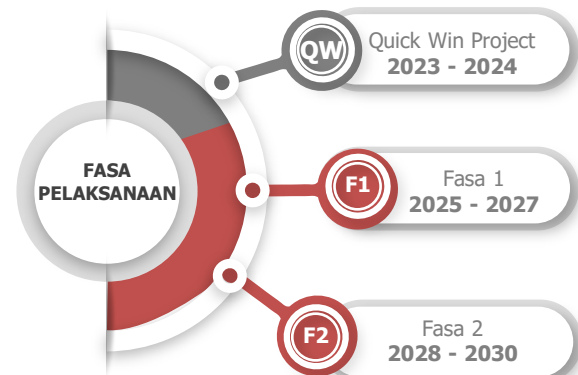 FASA
PELAKSANAAN
QW
Quick Win Project
2023 - 2024
F1
Fasa 1
2025 - 2027
F2
Fasa 2
2028 - 2030